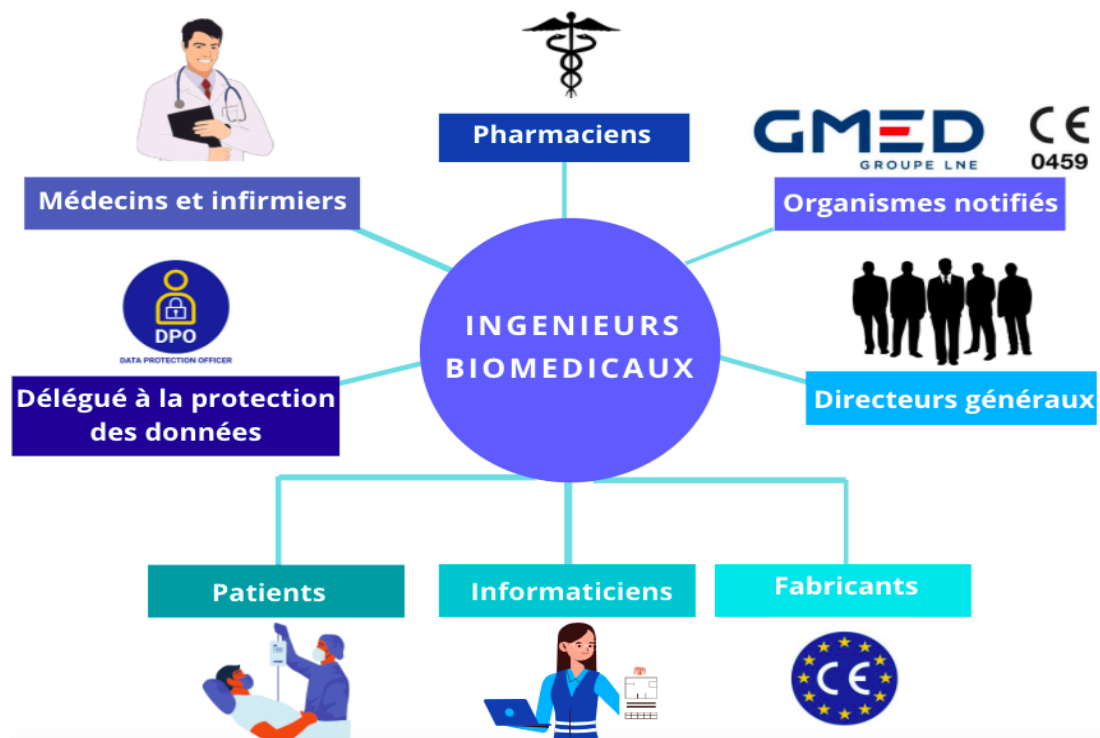 Pharmaciens
GMED
GROUPE LNE
CE
0459
Médecins et infirmiers
Organismes notifiés
INGENIEURS
BIOMEDICAUX
DPO
DATA PROTECTION OFFICER
Délégué à la protection
des données
Directeurs généraux
Patients
Informaticiens
Fabricants
CE